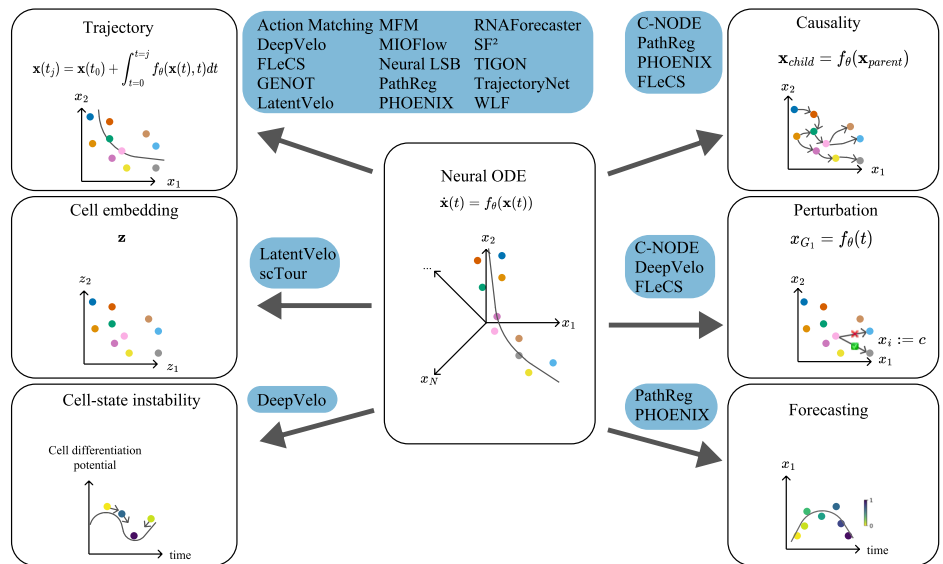 Trajectory
x(t_j) = x(t_0) + ∫_{t=0}^{t=j} f_θ(x(t), t)dt
x_2
x_1
Action Matching MFM RNAForecaster
DeepVelo MIOFlow SF²
FLeCS Neural LSB TIGON
GENOT PathReg TrajectoryNet
LatentVelo PHOENIX WLF
C-NODE
PathReg
PHOENIX
FLeCS
Causality
x_child = f_θ(x_parent)
x_2
x_1
Cell embedding
z
z_2
z_1
LatentVelo
scTour
Neural ODE
ẋ(t) = f_θ(x(t))
x_2
...
x_1
x_N
C-NODE
DeepVelo
FLeCS
Perturbation
x_{G_1} = f_θ(t)
x_2
x_i := c
x_1
Cell-state instability
Cell differentiation
potential
time
DeepVelo
PathReg
PHOENIX
Forecasting
x_1
1
0
time